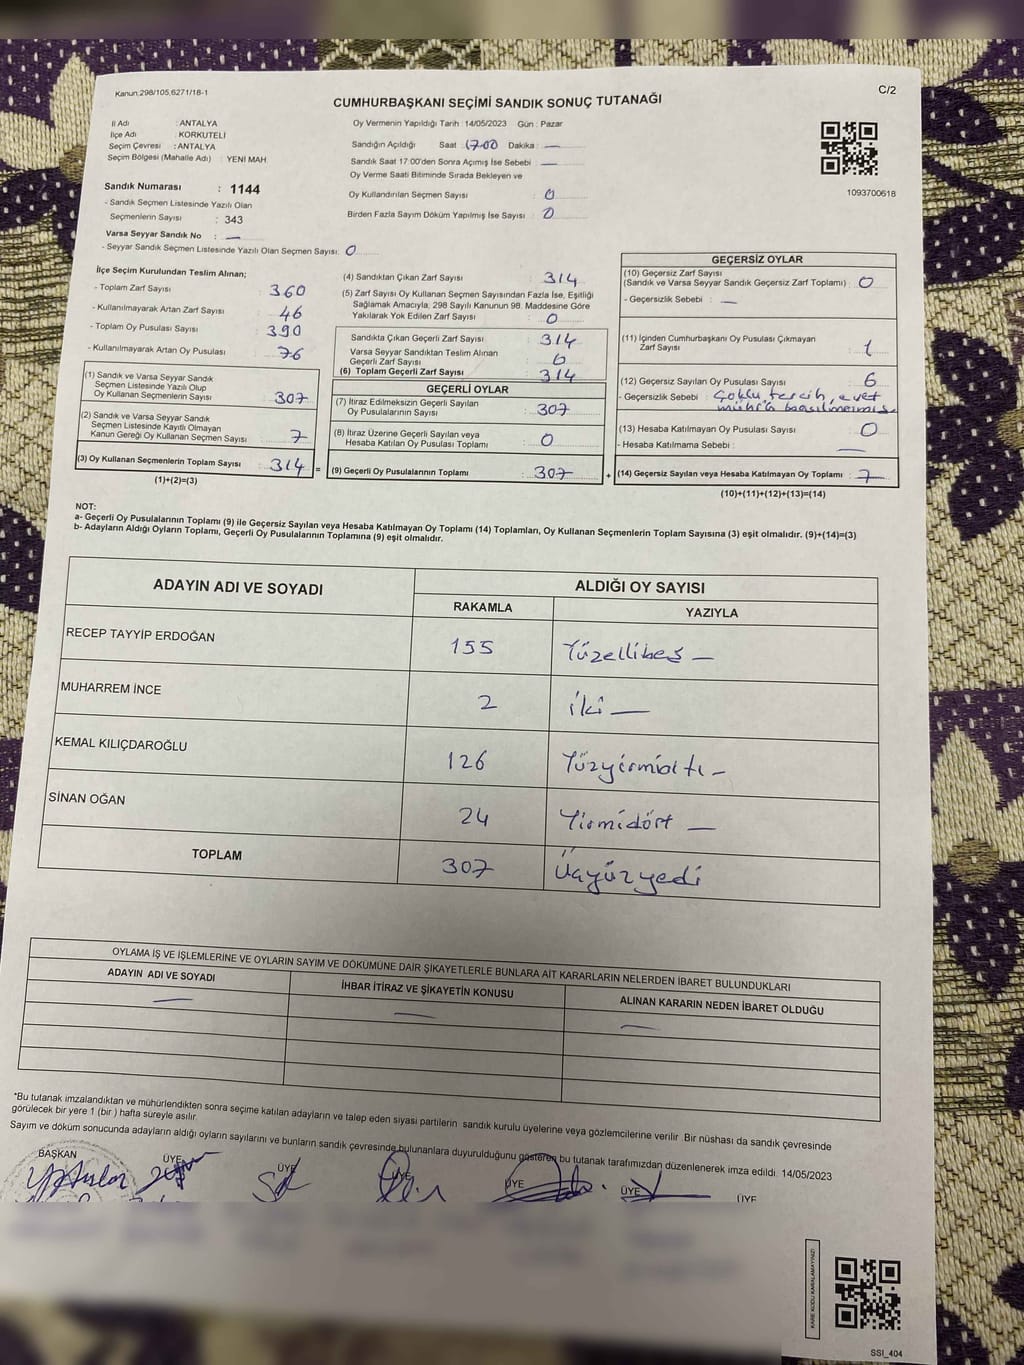 Kanun:298/105,6271/18-1
C/2
CUMHURBAŞKANI SEÇİMİ SANDIK SONUÇ TUTANAĞI
İl Adı : ANTALYA
İlçe Adı : KORKUTELİ
Seçim Çevresi : ANTALYA
Seçim Bölgesi (Mahalle Adı) : YENİ MAH
Sandık Numarası : 1144
- Sandık Seçmen Listesinde Yazılı Olan
Seçmenlerin Sayısı : 343
Varsa Seyyar Sandık No : —
- Seyyar Sandık Seçmen Listesinde Yazılı Olan Seçmen Sayısı: 0
Oy Vermenin Yapıldığı Tarih : 14/05/2023 Gün : Pazar
Sandığın Açıldığı Saat : 17:00 Dakika : —
Sandık Saat 17:00'den Sonra Açılmış İse Sebebi : —
Oy Verme Saati Bitiminde Sırada Bekleyen ve
Oy Kullandırılan Seçmen Sayısı : 0
Birden Fazla Sayım Döküm Yapılmış İse Sayısı : 0
1093700618
İlçe Seçim Kurulundan Teslim Alınan;
- Toplam Zarf Sayısı : 360
- Kullanılmayarak Artan Zarf Sayısı : 46
- Toplam Oy Pusulası Sayısı : 390
- Kullanılmayarak Artan Oy Pusulası : 76
(1) Sandık ve Varsa Seyyar Sandık
Seçmen Listesinde Yazılı Olup
Oy Kullanan Seçmenlerin Sayısı : 307
(2) Sandık ve Varsa Seyyar Sandık
Seçmen Listesinde Kayıtlı Olmayan
Kanun Gereği Oy Kullanan Seçmen Sayısı : 7
(3) Oy Kullanan Seçmenlerin Toplam Sayısı : 314 =
(1)+(2)=(3)
(4) Sandıktan Çıkan Zarf Sayısı : 314
(5) Zarf Sayısı Oy Kullanan Seçmen Sayısından Fazla İse, Eşitliği
Sağlamak Amacıyla, 298 Sayılı Kanunun 98. Maddesine Göre
Yakılarak Yok Edilen Zarf Sayısı : 0
Sandıkta Çıkan Geçerli Zarf Sayısı : 314
Varsa Seyyar Sandıktan Teslim Alınan
Geçerli Zarf Sayısı : 0
(6) Toplam Geçerli Zarf Sayısı : 314
GEÇERLİ OYLAR
(7) İtiraz Edilmeksizin Geçerli Sayılan
Oy Pusulalarının Sayısı : 307
(8) İtiraz Üzerine Geçerli Sayılan veya
Hesaba Katılan Oy Pusulası Toplamı : 0
(9) Geçerli Oy Pusulalarının Toplamı : 307 +
GEÇERSİZ OYLAR
(10) Geçersiz Zarf Sayısı
(Sandık ve Varsa Seyyar Sandık Geçersiz Zarf Toplamı) : 0
- Geçersizlik Sebebi : —
(11) İçinden Cumhurbaşkanı Oy Pusulası Çıkmayan
Zarf Sayısı : 1
(12) Geçersiz Sayılan Oy Pusulası Sayısı : 6
- Geçersizlik Sebebi : Çoklu tercih, evet
mührü basılmamış
(13) Hesaba Katılmayan Oy Pusulası Sayısı : 0
- Hesaba Katılmama Sebebi : —
(14) Geçersiz Sayılan veya Hesaba Katılmayan Oy Toplamı : 7
(10)+(11)+(12)+(13)=(14)
NOT:
a- Geçerli Oy Pusulalarının Toplamı (9) ile Geçersiz Sayılan veya Hesaba Katılmayan Oy Toplamı (14) Toplamları, Oy Kullanan Seçmenlerin Toplam Sayısına (3) eşit olmalıdır. (9)+(14)=(3)
b- Adayların Aldığı Oyların Toplamı, Geçerli Oy Pusulalarının Toplamına (9) eşit olmalıdır.
ADAYIN ADI VE SOYADI
ALDIĞI OY SAYISI
RAKAMLA YAZIYLA
RECEP TAYYİP ERDOĞAN 155 Yüzellibeş —
MUHARREM İNCE 2 iki —
KEMAL KILIÇDAROĞLU 126 Yüzyirmialtı -
SİNAN OĞAN 24 Yirmidört —
TOPLAM 307 Üçyüzyedi
OYLAMA İŞ VE İŞLEMLERİNE VE OYLARIN SAYIM VE DÖKÜMÜNE DAİR ŞİKAYETLERLE BUNLARA AİT KARARLARIN NELERDEN İBARET BULUNDUKLARI
ADAYIN ADI VE SOYADI İHBAR İTİRAZ VE ŞİKAYETİN KONUSU ALINAN KARARIN NEDEN İBARET OLDUĞU
— — —
*Bu tutanak imzalandıktan ve mühürlendikten sonra seçime katılan adayların ve talep eden siyasi partilerin sandık kurulu üyelerine veya gözlemcilerine verilir. Bir nüshası da sandık çevresinde
görülecek bir yere 1 (bir ) hafta süreyle asılır.
Sayım ve döküm sonucunda adayların aldığı oyların sayılarını ve bunların sandık çevresinde bulunanlara duyurulduğunu gösteren bu tutanak tarafımızdan düzenlenerek imza edildi. 14/05/2023
BAŞKAN ÜYE ÜYE ÜYE ÜYE ÜYE
KARE KODU KARALAMAYINIZ!
SSI_404